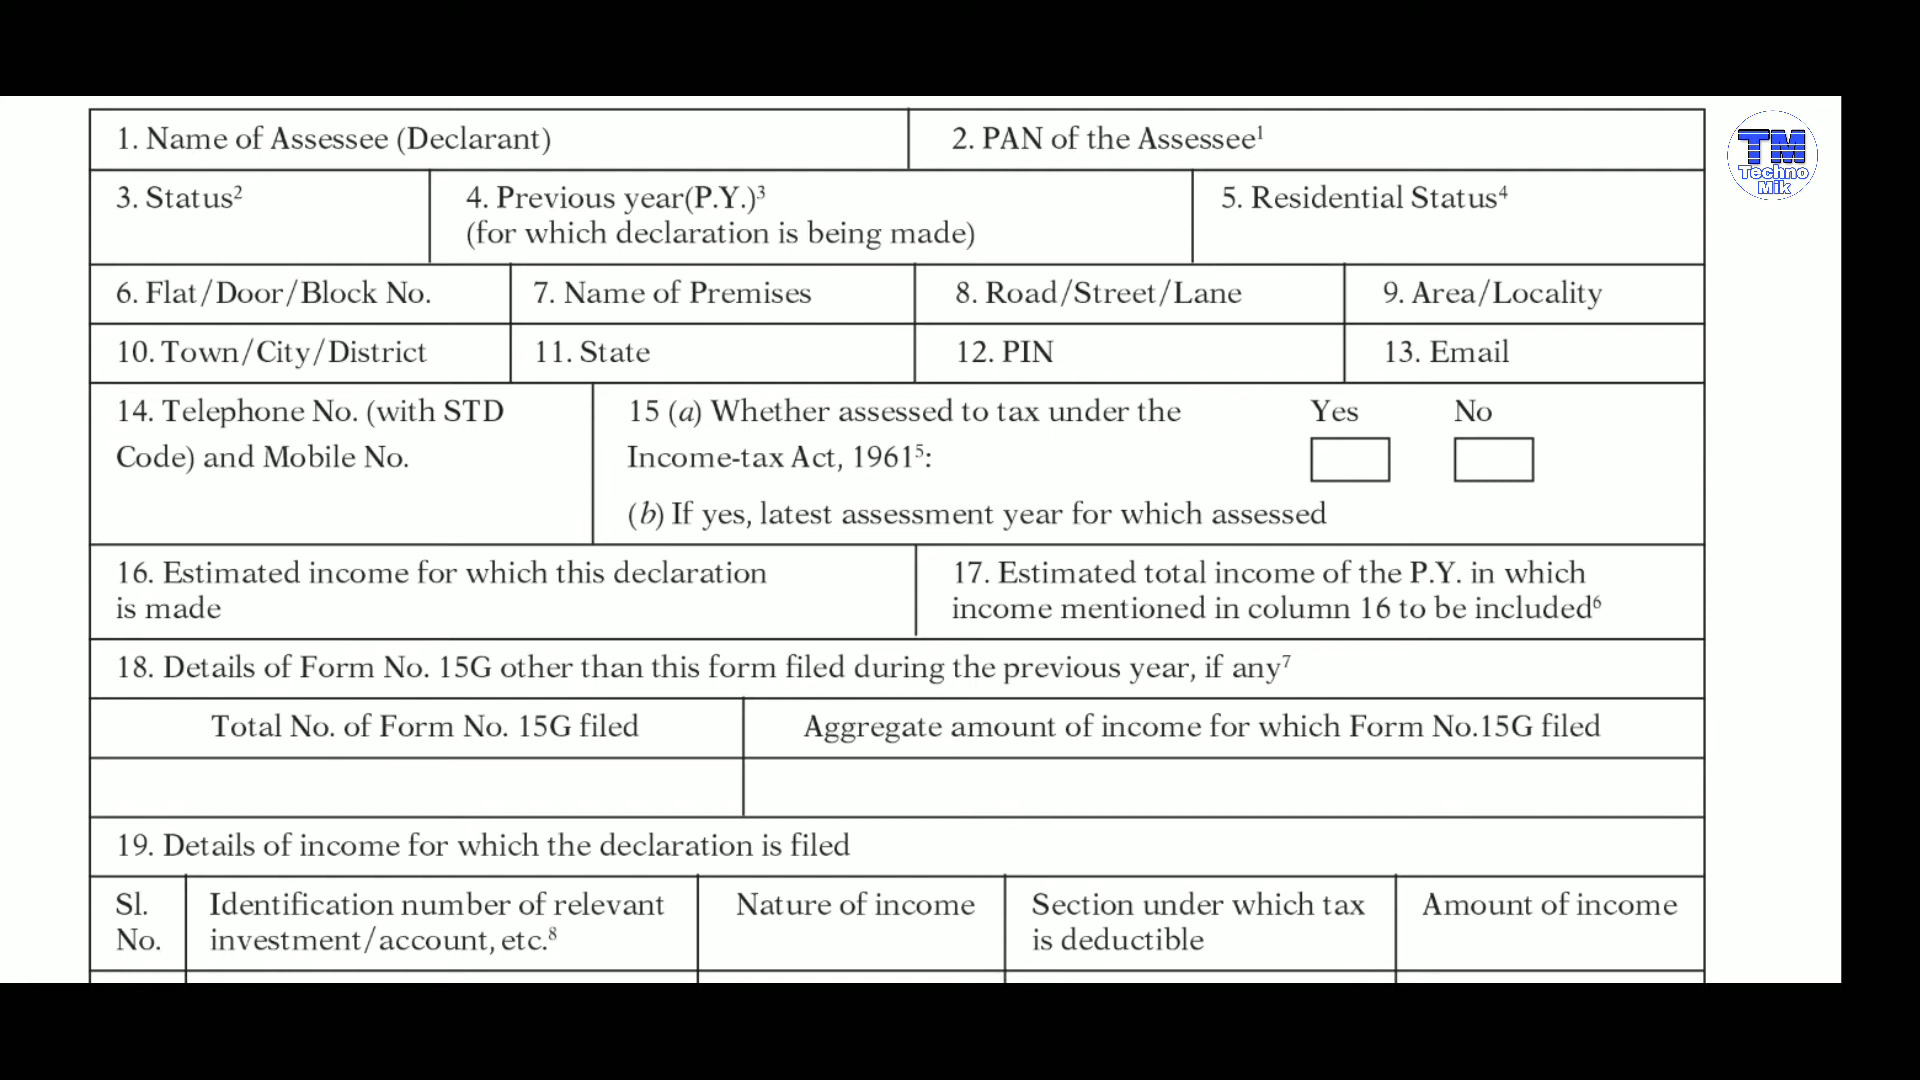 1. Name of Assessee (Declarant)
2. PAN of the Assessee¹
3. Status²
4. Previous year(P.Y.)³
(for which declaration is being made)
5. Residential Status⁴
6. Flat/Door/Block No.
7. Name of Premises
8. Road/Street/Lane
9. Area/Locality
10. Town/City/District
11. State
12. PIN
13. Email
14. Telephone No. (with STD
Code) and Mobile No.
15 (a) Whether assessed to tax under the
Income-tax Act, 1961⁵:
Yes
No
(b) If yes, latest assessment year for which assessed
16. Estimated income for which this declaration
is made
17. Estimated total income of the P.Y. in which
income mentioned in column 16 to be included⁶
18. Details of Form No. 15G other than this form filed during the previous year, if any⁷
Total No. of Form No. 15G filed
Aggregate amount of income for which Form No.15G filed
19. Details of income for which the declaration is filed
Sl.
No.
Identification number of relevant
investment/account, etc.⁸
Nature of income
Section under which tax
is deductible
Amount of income
TM
Techno
Mik